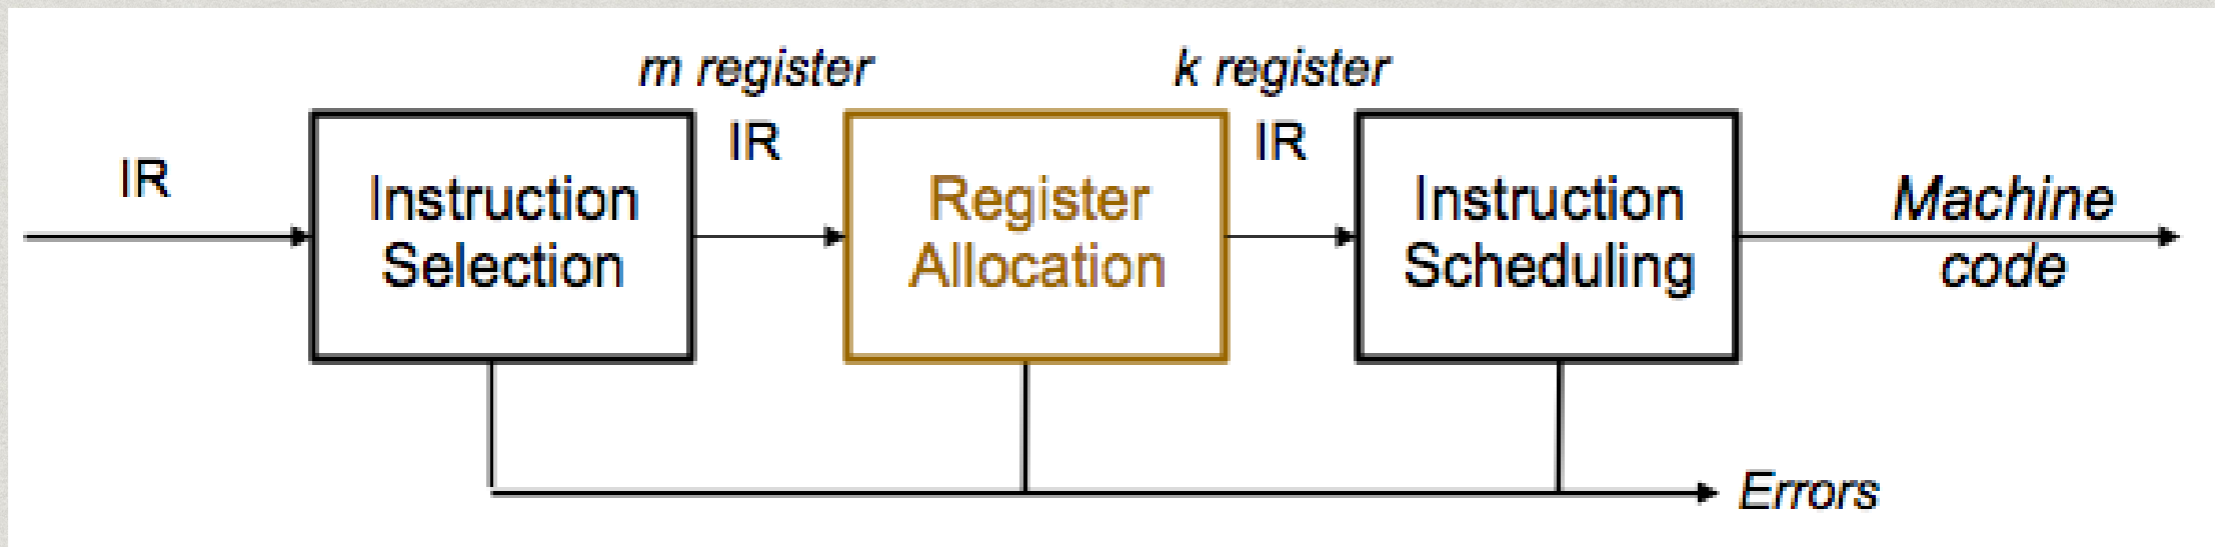 IR
Instruction
Selection
m register
IR
Register
Allocation
k register
IR
Instruction
Scheduling
Machine
code
Errors